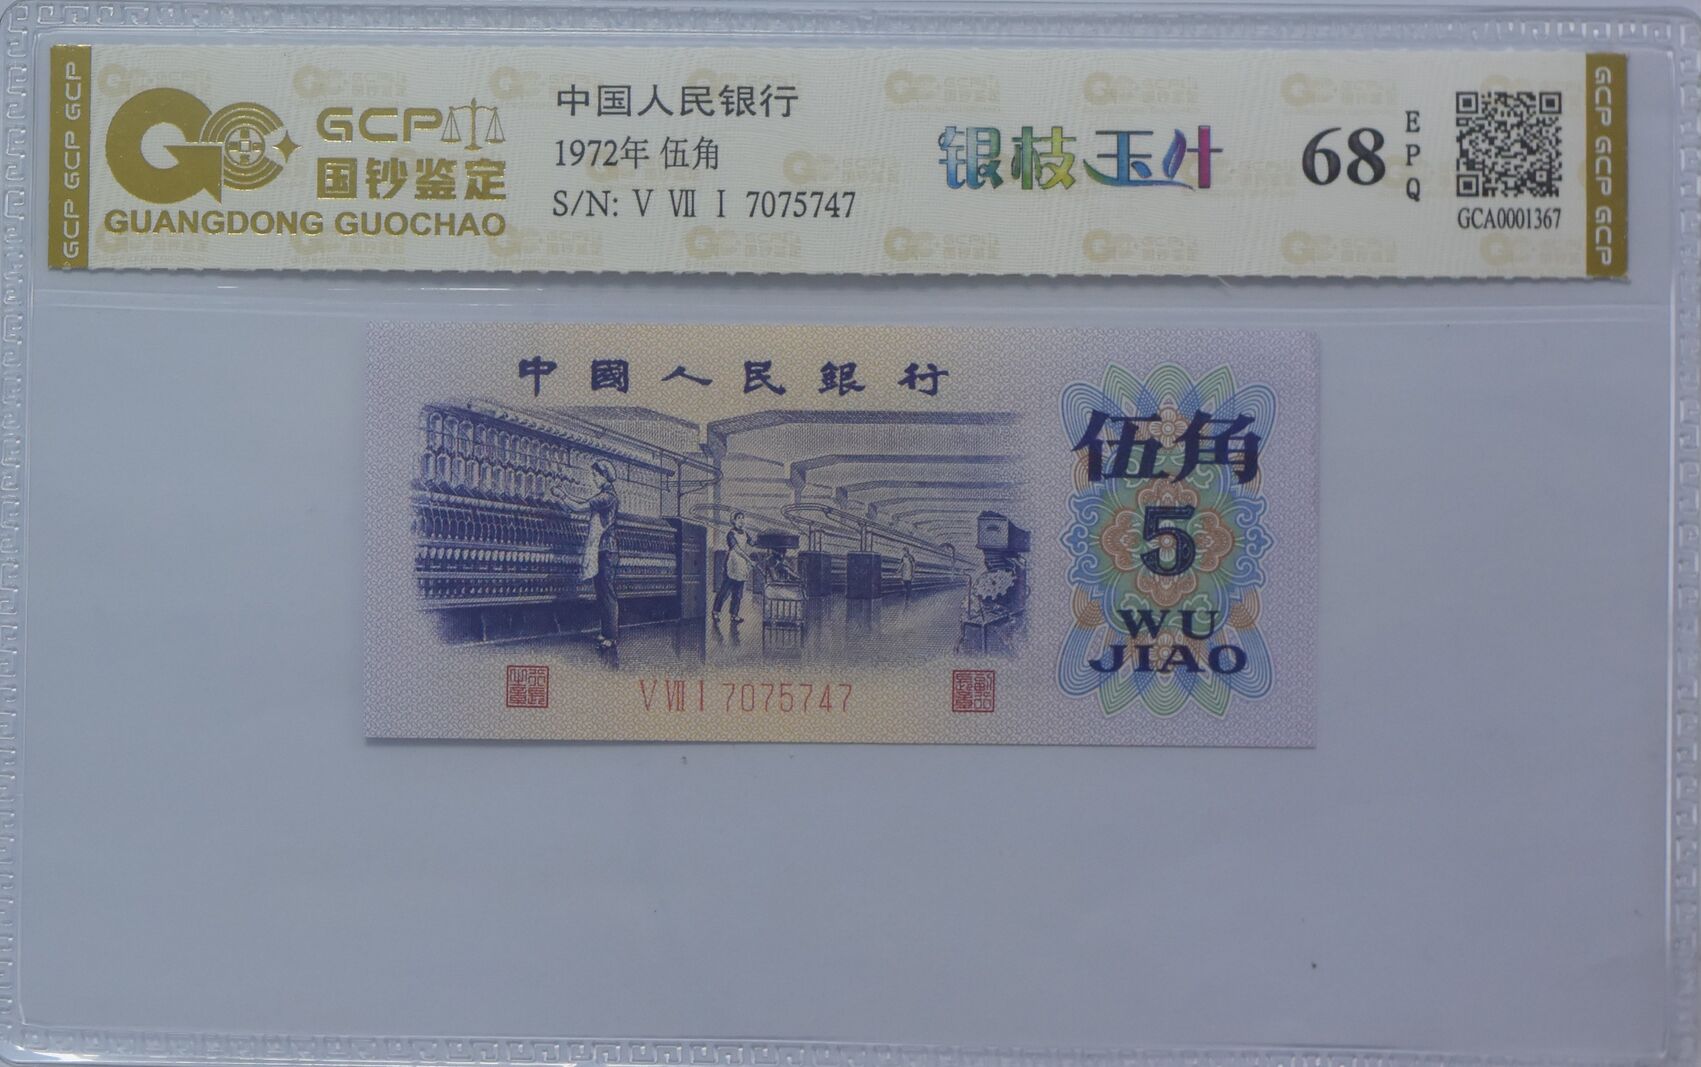 GCP GCP GCP
GCP
国钞鉴定
GUANGDONG GUOCHAO
中国人民银行
1972年 伍角
S/N: V Ⅶ I 7075747
银枝玉叶
68
EPQ
GCA0001367
GCP GCP GCP
中國人民銀行
伍角
5
WU
JIAO
V Ⅶ I 7075747